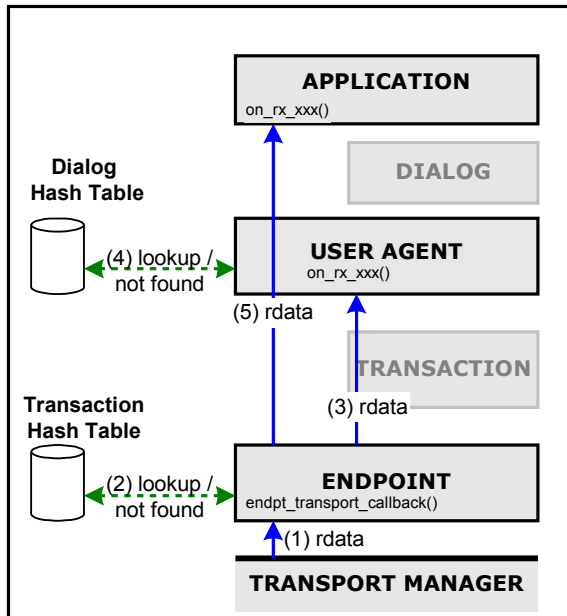 APPLICATION
on_rx_xxx()
Dialog
Hash Table
DIALOG
(4) lookup /
not found
USER AGENT
on_rx_xxx()
(5) rdata
TRANSACTION
Transaction
Hash Table
(3) rdata
(2) lookup /
not found
ENDPOINT
endpt_transport_callback()
(1) rdata
TRANSPORT MANAGER